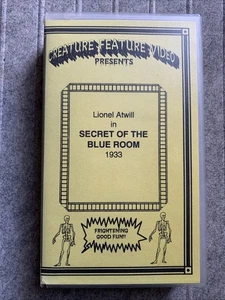 CREATURE FEATURE VIDEO
PRESENTS
Lionel Atwill
in
SECRET OF THE
BLUE ROOM
1933
FRIGHTENING
GOOD FUN!